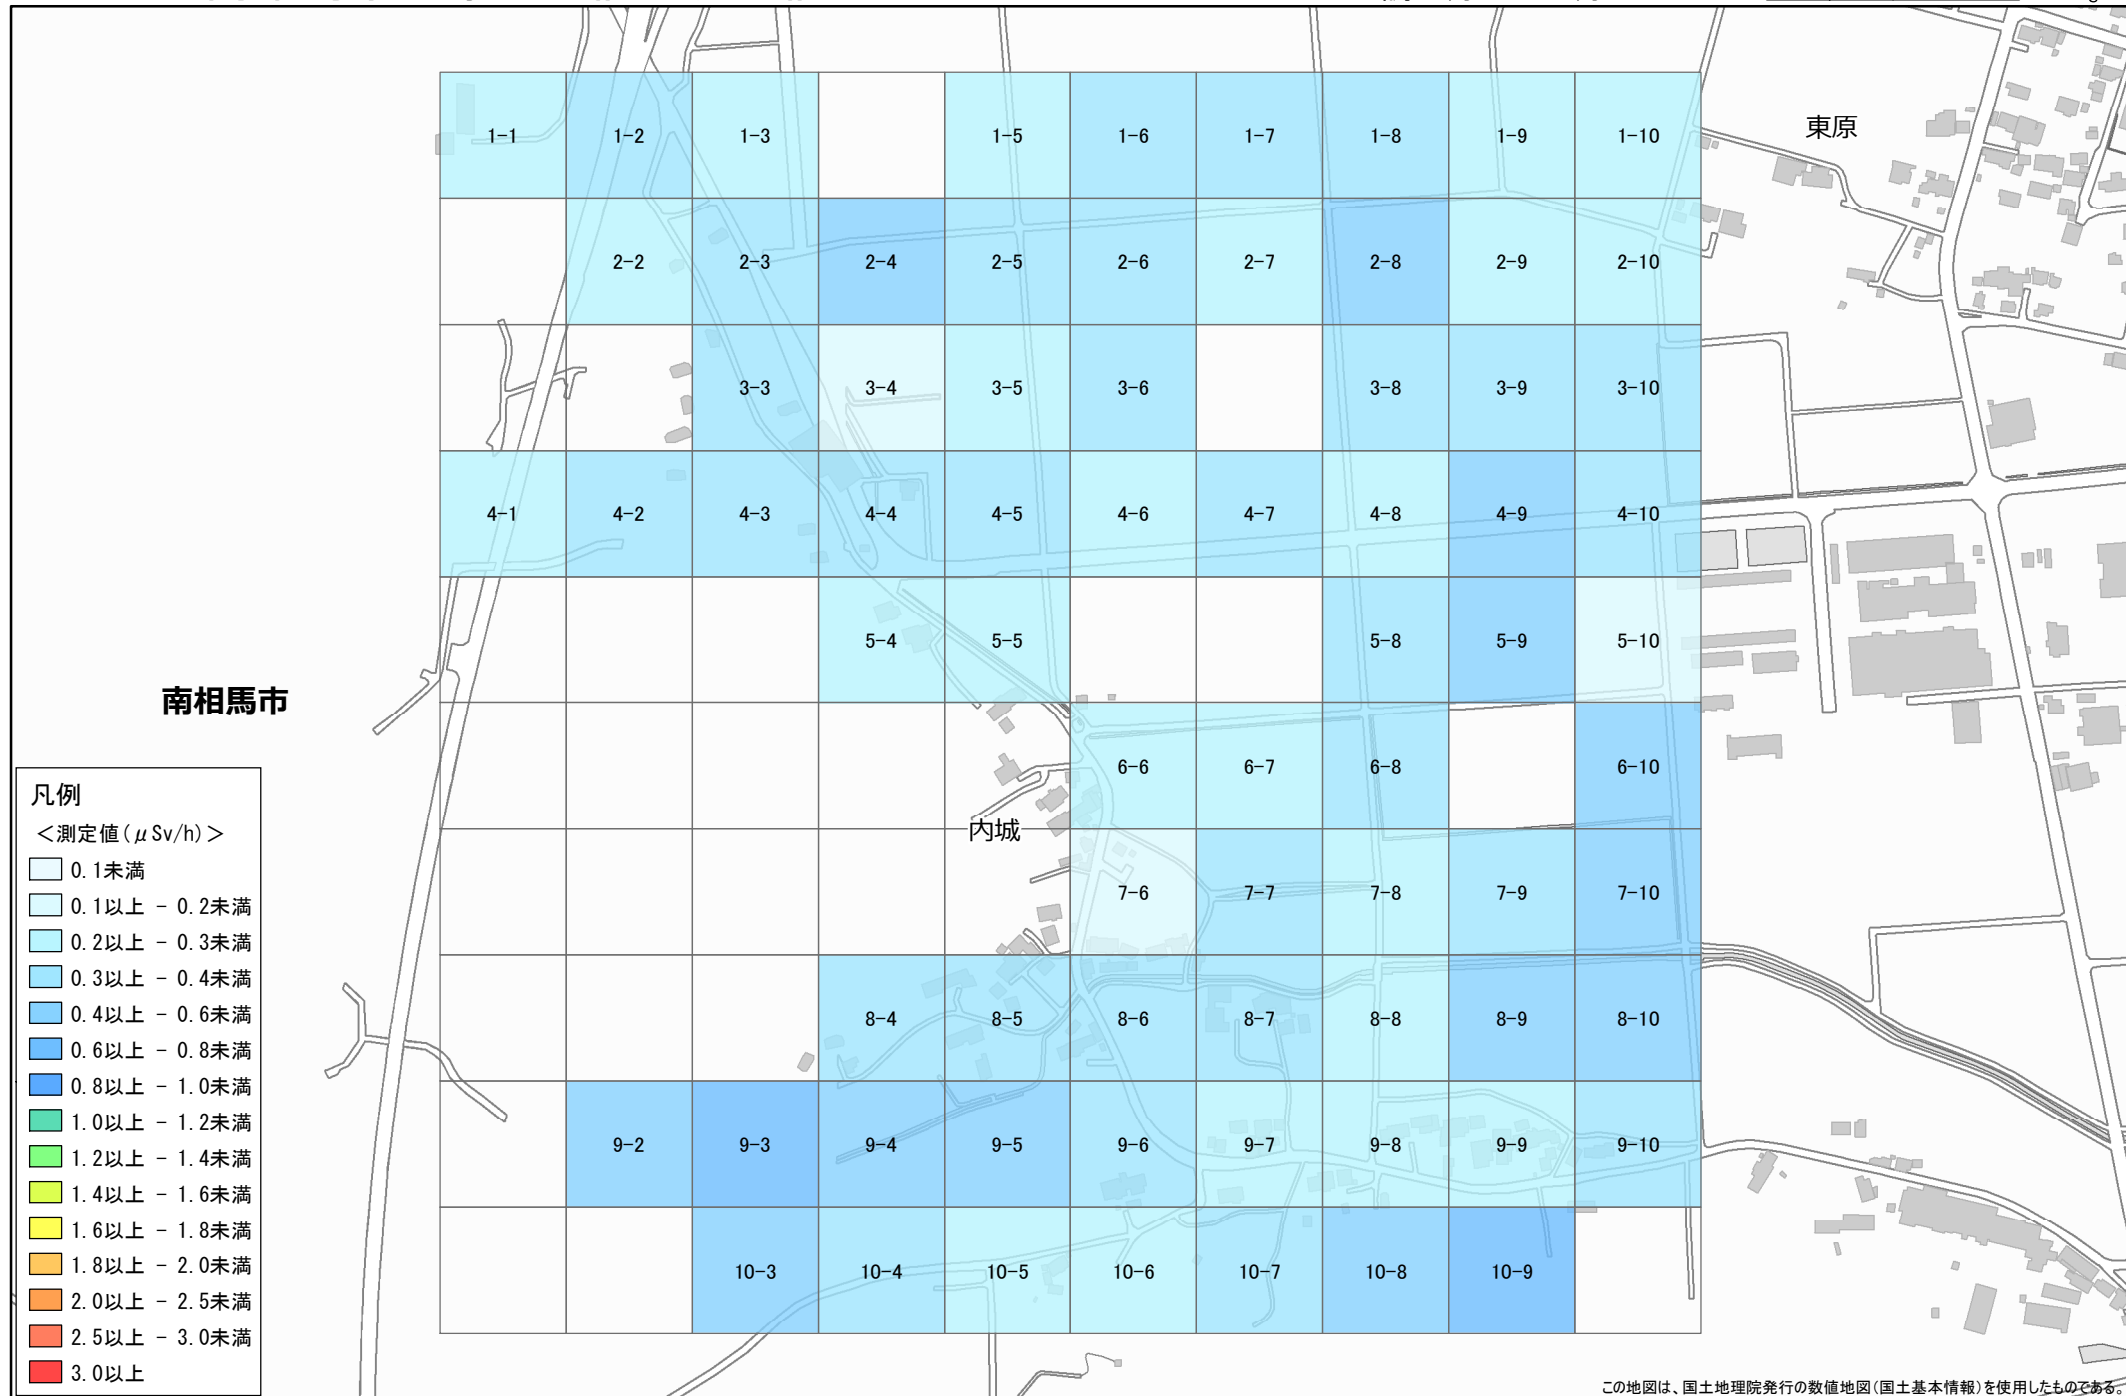 1-1 1-2 1-3 1-5 1-6 1-7 1-8 1-9 1-10
東原
2-2 2-3 2-4 2-5 2-6 2-7 2-8 2-9 2-10
3-3 3-4 3-5 3-6 3-8 3-9 3-10
4-1 4-2 4-3 4-4 4-5 4-6 4-7 4-8 4-9 4-10
5-4 5-5 5-8 5-9 5-10
南相馬市
6-6 6-7 6-8 6-10
内城
7-6 7-7 7-8 7-9 7-10
8-4 8-5 8-6 8-7 8-8 8-9 8-10
9-2 9-3 9-4 9-5 9-6 9-7 9-8 9-9 9-10
10-3 10-4 10-5 10-6 10-7 10-8 10-9
凡例
＜測定値(μSv/h)＞
0.1未満
0.1以上 - 0.2未満
0.2以上 - 0.3未満
0.3以上 - 0.4未満
0.4以上 - 0.6未満
0.6以上 - 0.8未満
0.8以上 - 1.0未満
1.0以上 - 1.2未満
1.2以上 - 1.4未満
1.4以上 - 1.6未満
1.6以上 - 1.8未満
1.8以上 - 2.0未満
2.0以上 - 2.5未満
2.5以上 - 3.0未満
3.0以上
この地図は、国土地理院発行の数値地図(国土基本情報)を使用したものである。